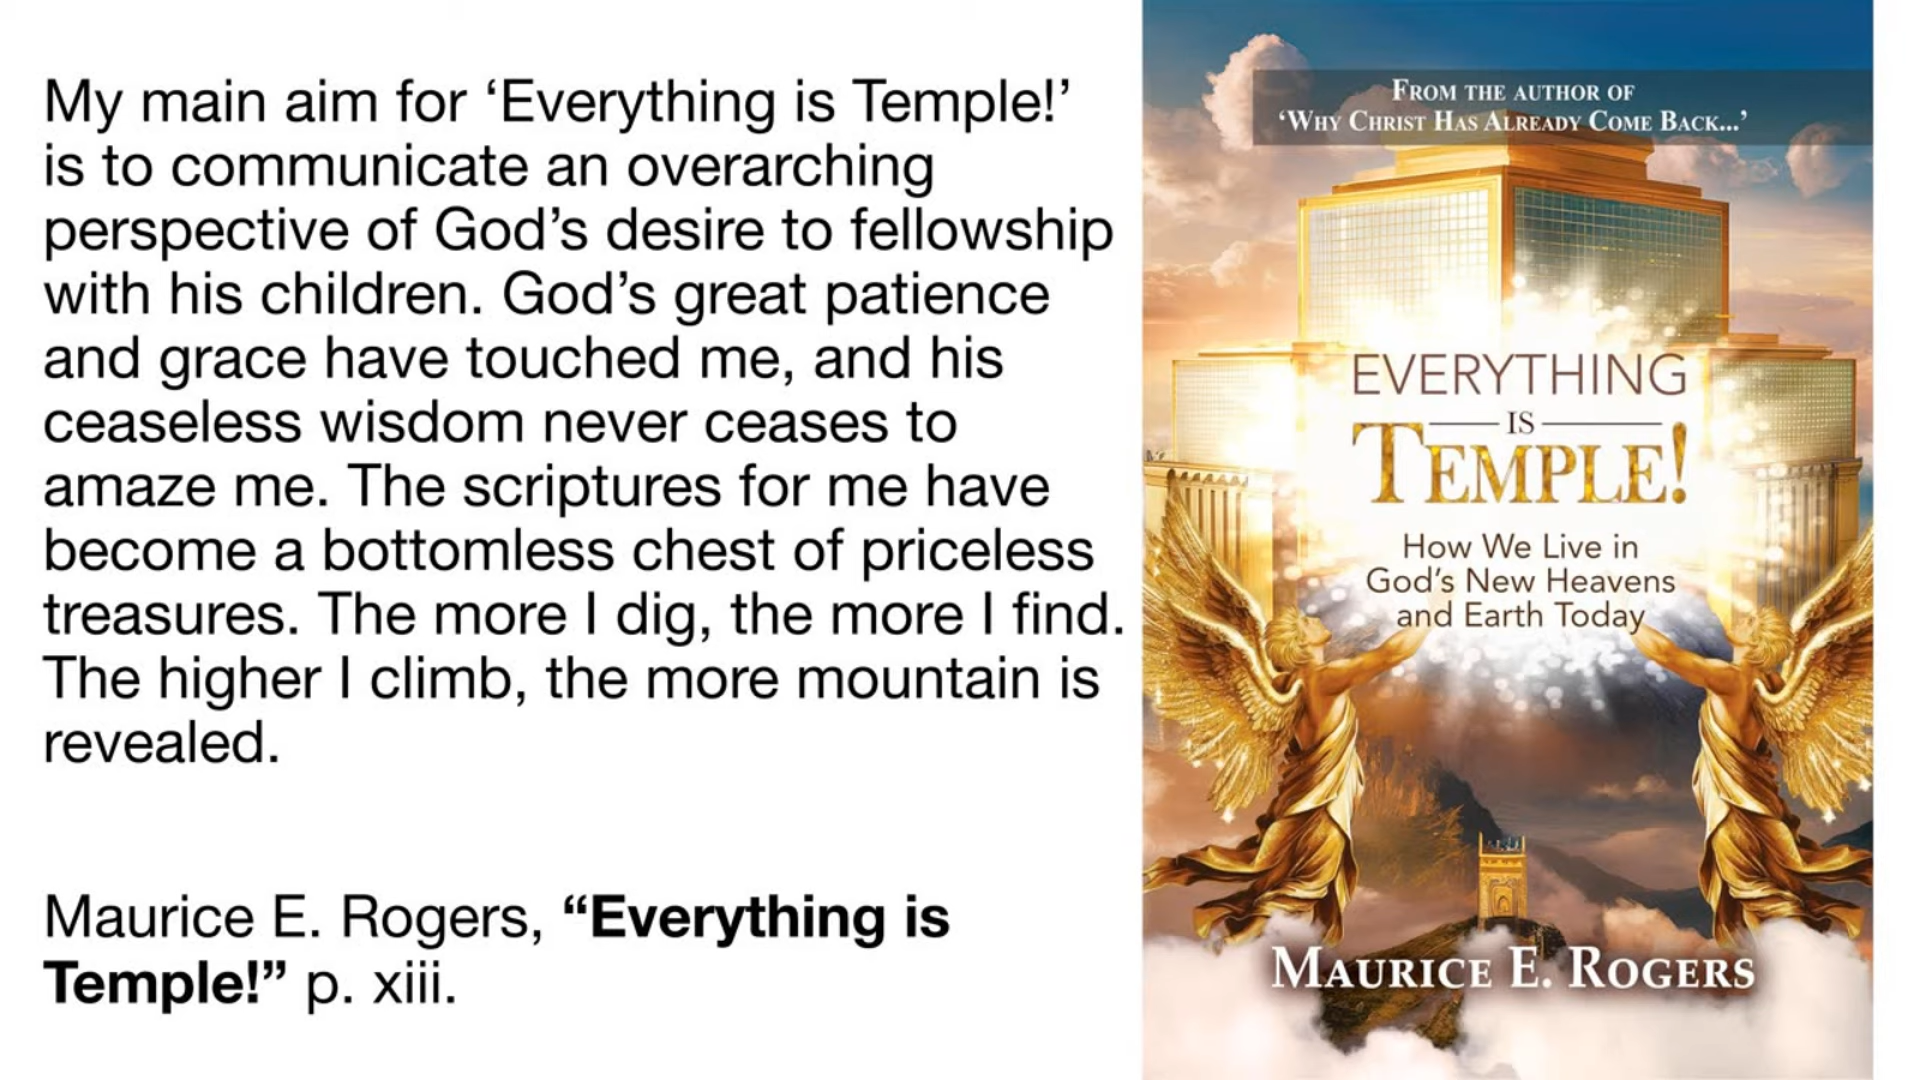 My main aim for ‘Everything is Temple!’
is to communicate an overarching
perspective of God’s desire to fellowship
with his children. God’s great patience
and grace have touched me, and his
ceaseless wisdom never ceases to
amaze me. The scriptures for me have
become a bottomless chest of priceless
treasures. The more I dig, the more I find.
The higher I climb, the more mountain is
revealed.
Maurice E. Rogers, “Everything is
Temple!” p. xiii.
FROM THE AUTHOR OF
‘WHY CHRIST HAS ALREADY COME BACK...’
EVERYTHING
IS
TEMPLE!
How We Live in
God’s New Heavens
and Earth Today
MAURICE E. ROGERS